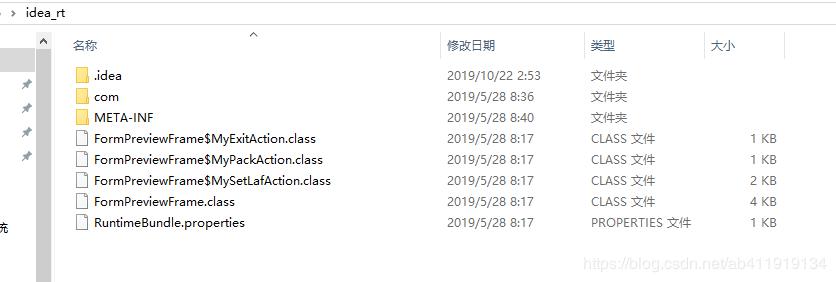 › idea_rt
名称 修改日期 类型 大小
.idea 2019/10/22 2:53 文件夹
com 2019/5/28 8:36 文件夹
META-INF 2019/5/28 8:40 文件夹
FormPreviewFrame$MyExitAction.class 2019/5/28 8:17 CLASS 文件 1 KB
FormPreviewFrame$MyPackAction.class 2019/5/28 8:17 CLASS 文件 1 KB
FormPreviewFrame$MySetLafAction.class 2019/5/28 8:17 CLASS 文件 2 KB
FormPreviewFrame.class 2019/5/28 8:17 CLASS 文件 4 KB
RuntimeBundle.properties 2019/5/28 8:17 PROPERTIES 文件 1 KB
统
https://blog.csdn.net/ab411919134